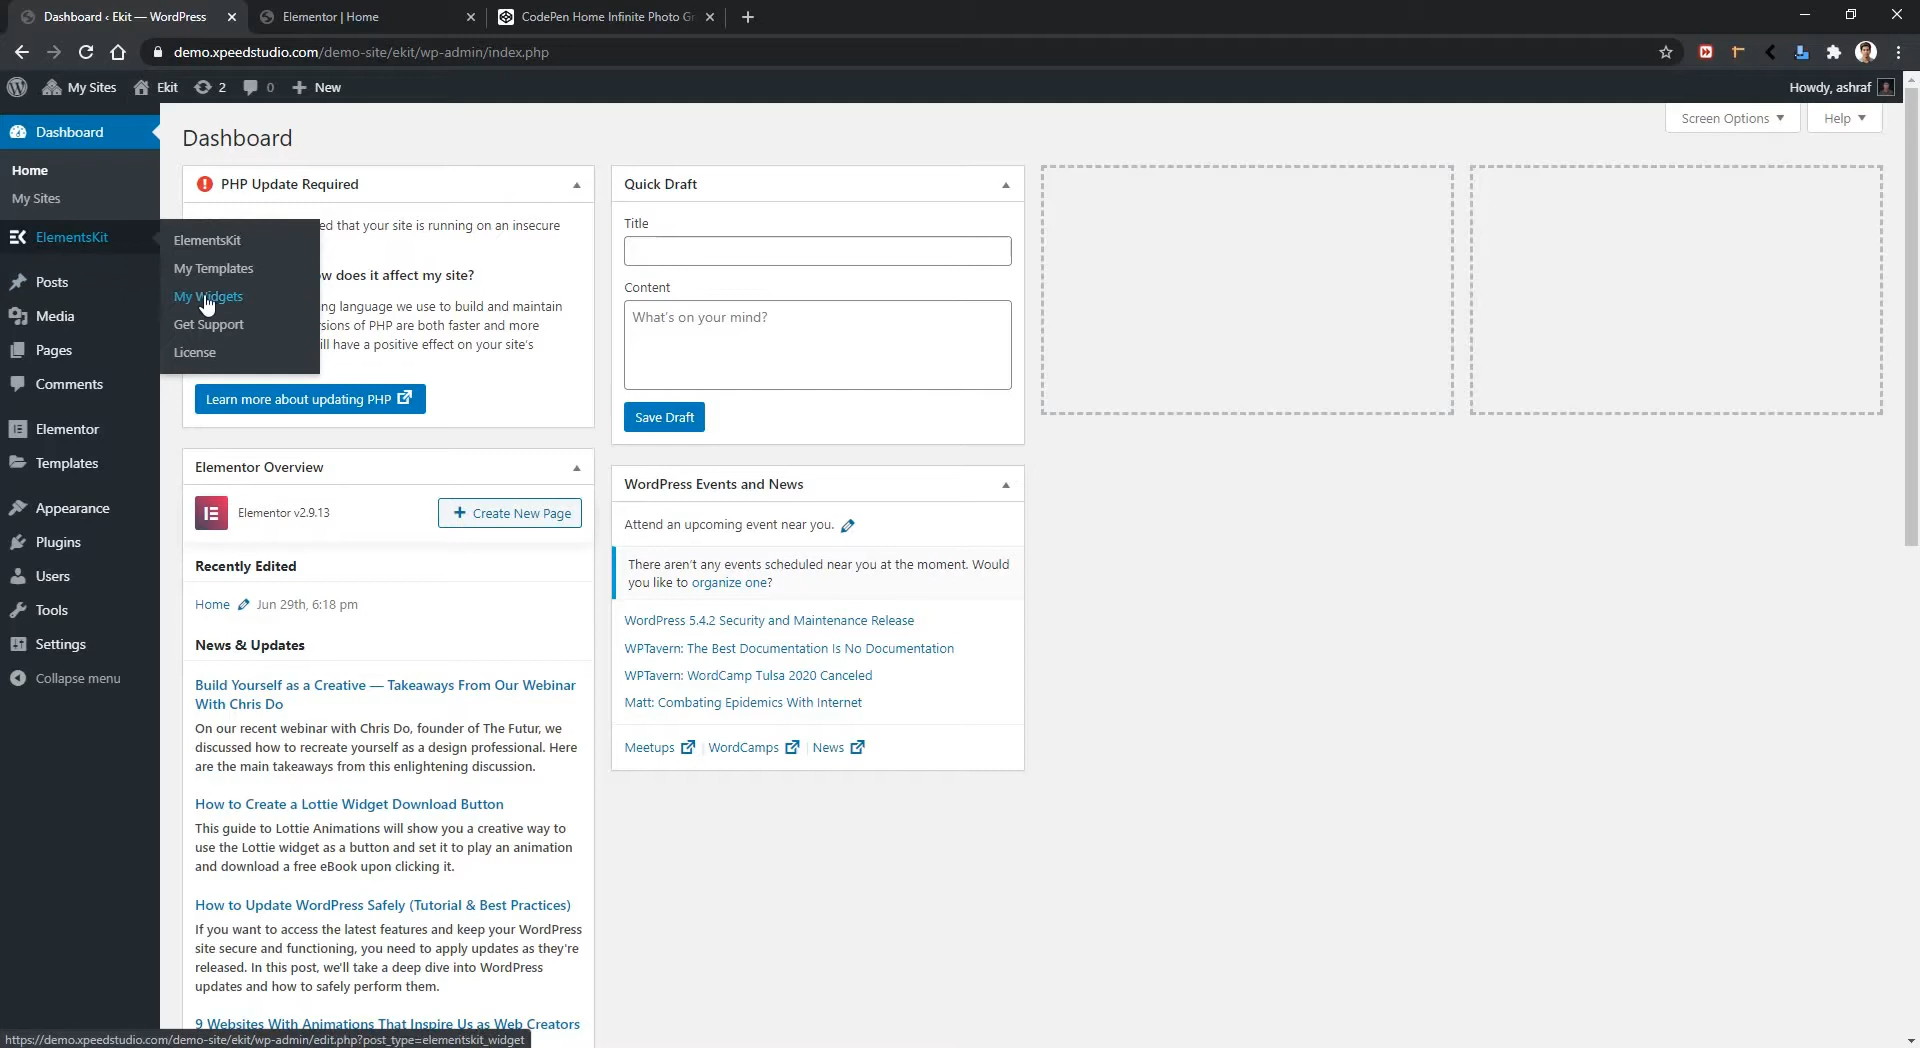 Dashboard ‹ Ekit — WordPress
Elementor | Home
CodePen Home Infinite Photo Gr
demo.xpeedstudio.com/demo-site/ekit/wp-admin/index.php
My Sites
Ekit
2
0
New
Howdy, ashraf
Screen Options
Help
Dashboard
Home
My Sites
ElementsKit
Posts
Media
Pages
Comments
Elementor
Templates
Appearance
Plugins
Users
Tools
Settings
Collapse menu
ElementsKit
My Templates
My Widgets
Get Support
License
Dashboard
PHP Update Required
ed that your site is running on an insecure
w does it affect my site?
ng language we use to build and maintain
sions of PHP are both faster and more
ll have a positive effect on your site's
Learn more about updating PHP
Elementor Overview
Elementor v2.9.13
Create New Page
Recently Edited
Home Jun 29th, 6:18 pm
News & Updates
Build Yourself as a Creative — Takeaways From Our Webinar
With Chris Do
On our recent webinar with Chris Do, founder of The Futur, we
discussed how to recreate yourself as a design professional. Here
are the main takeaways from this enlightening discussion.
How to Create a Lottie Widget Download Button
This guide to Lottie Animations will show you a creative way to
use the Lottie widget as a button and set it to play an animation
and download a free eBook upon clicking it.
How to Update WordPress Safely (Tutorial & Best Practices)
If you want to access the latest features and keep your WordPress
site secure and functioning, you need to apply updates as they're
released. In this post, we'll take a deep dive into WordPress
updates and how to safely perform them.
9 Websites With Animations That Inspire Us as Web Creators
Quick Draft
Title
Content
What's on your mind?
Save Draft
WordPress Events and News
Attend an upcoming event near you.
There aren't any events scheduled near you at the moment. Would
you like to organize one?
WordPress 5.4.2 Security and Maintenance Release
WPTavern: The Best Documentation Is No Documentation
WPTavern: WordCamp Tulsa 2020 Canceled
Matt: Combating Epidemics With Internet
Meetups | WordCamps | News
https://demo.xpeedstudio.com/demo-site/ekit/wp-admin/edit.php?post_type=elementskit_widget